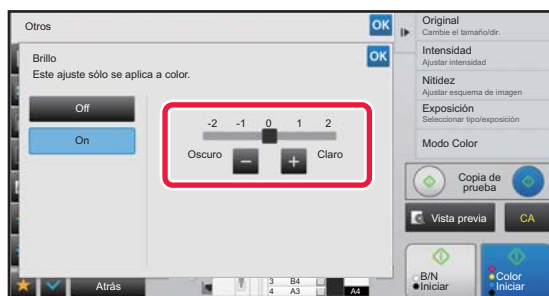 Otros
OK
Brillo
OK
Este ajuste sólo se aplica a color.
Off
On
-2 -1 0 1 2
Oscuro
Claro
Atrás
3 B4
4 A3
A4
Original
Cambie el tamaño/dir.
Intensidad
Ajustar intensidad
Nitidez
Ajustar esquema de imagen
Exposición
Seleccionar tipo/exposición
Modo Color
Copia de
prueba
Vista previa
CA
B/N
Iniciar
Color
Iniciar